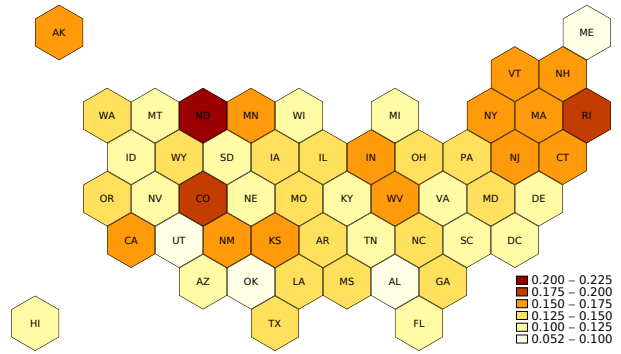 AK ME
VT NH
WA MT ND MN WI MI NY MA RI
ID WY SD IA IL IN OH PA NJ CT
OR NV CO NE MO KY WV VA MD DE
CA UT NM KS AR TN NC SC DC
AZ OK LA MS AL GA
HI TX FL
0.200 – 0.225
0.175 – 0.200
0.150 – 0.175
0.125 – 0.150
0.100 – 0.125
0.052 – 0.100